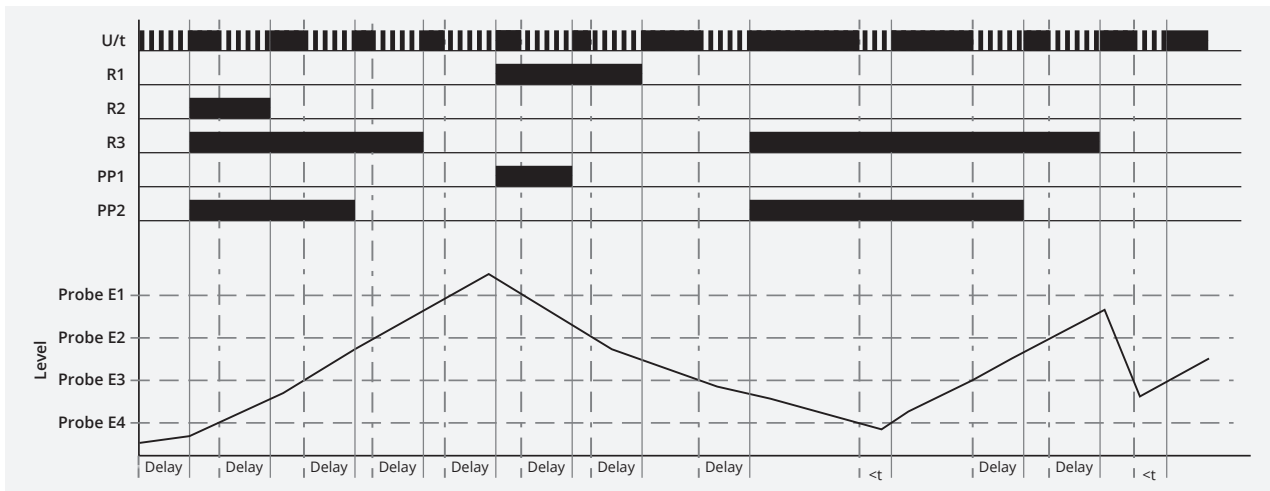 U/t
R1
R2
R3
PP1
PP2
Probe E1
Probe E2
Probe E3
Probe E4
Level
Delay Delay Delay Delay Delay Delay Delay Delay <t Delay Delay <t